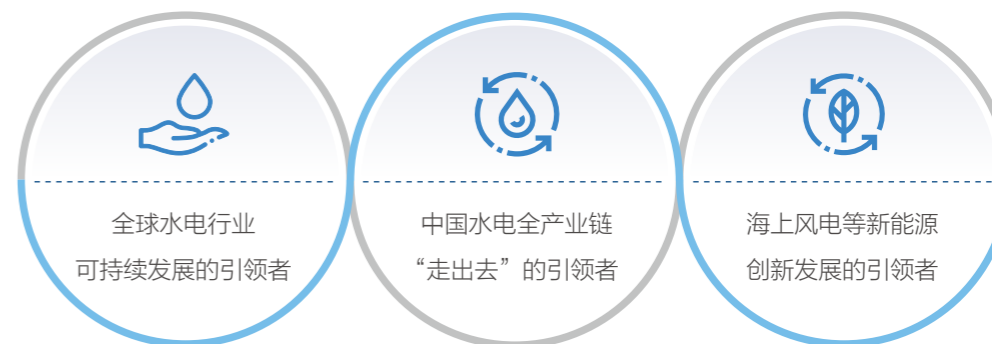 全球水电行业
可持续发展的引领者
中国水电全产业链
“走出去”的引领者
海上风电等新能源
创新发展的引领者